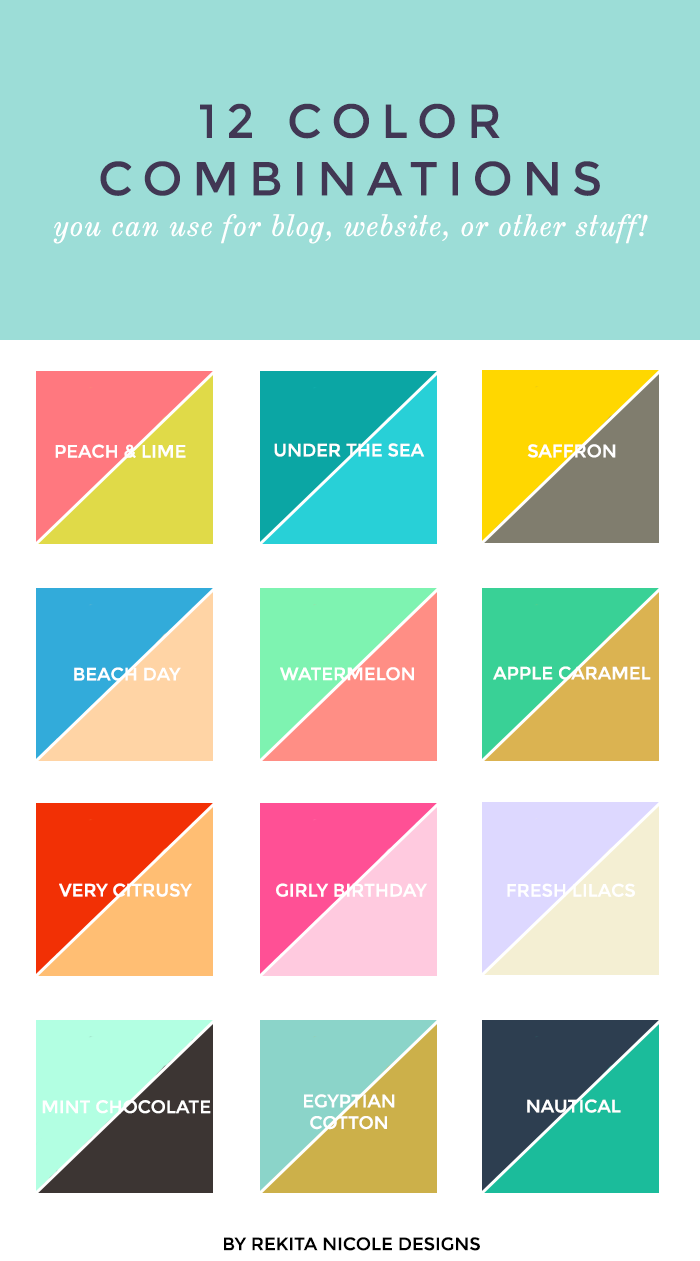 12 COLOR
COMBINATIONS
you can use for blog, website, or other stuff!
PEACH & LIME
UNDER THE SEA
SAFFRON
BEACH DAY
WATERMELON
APPLE CARAMEL
VERY CITRUSY
GIRLY BIRTHDAY
FRESH LILACS
MINT CHOCOLATE
EGYPTIAN
COTTON
NAUTICAL
BY REKITA NICOLE DESIGNS